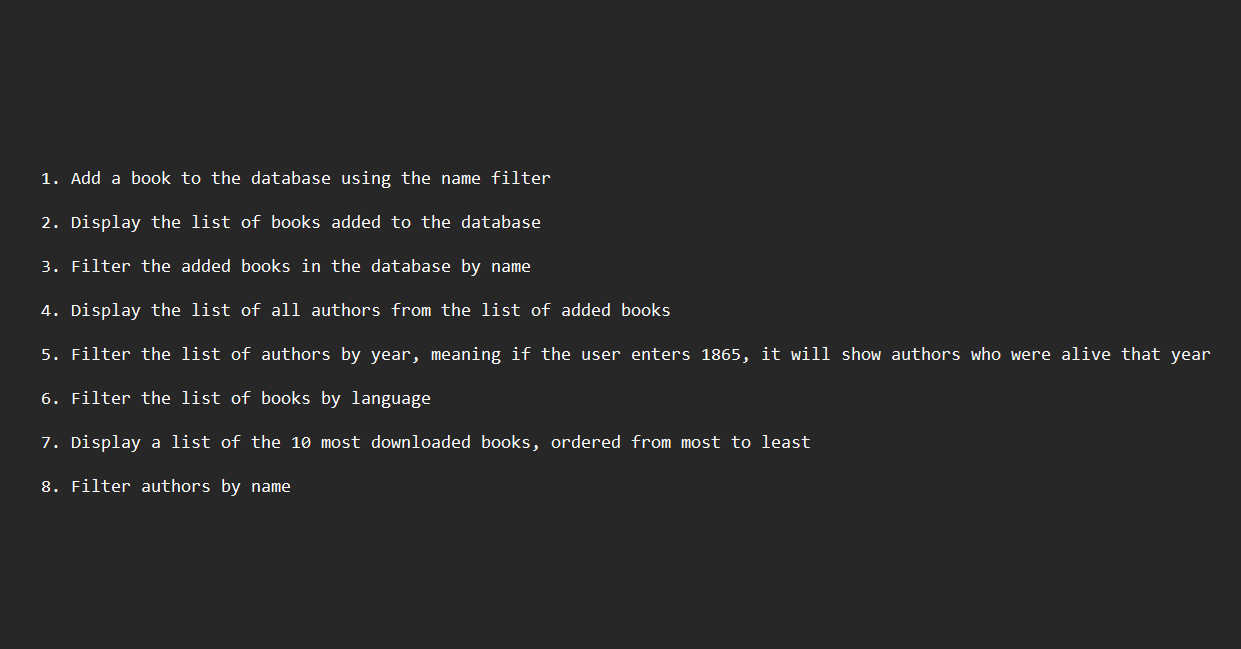 1. Add a book to the database using the name filter
2. Display the list of books added to the database
3. Filter the added books in the database by name
4. Display the list of all authors from the list of added books
5. Filter the list of authors by year, meaning if the user enters 1865, it will show authors who were alive that year
6. Filter the list of books by language
7. Display a list of the 10 most downloaded books, ordered from most to least
8. Filter authors by name